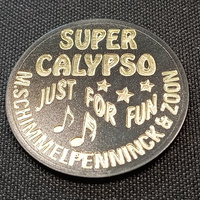 SUPER
CALYPSO
JUST FOR FUN
M.SCHIMMELPENNINCK & ZOON